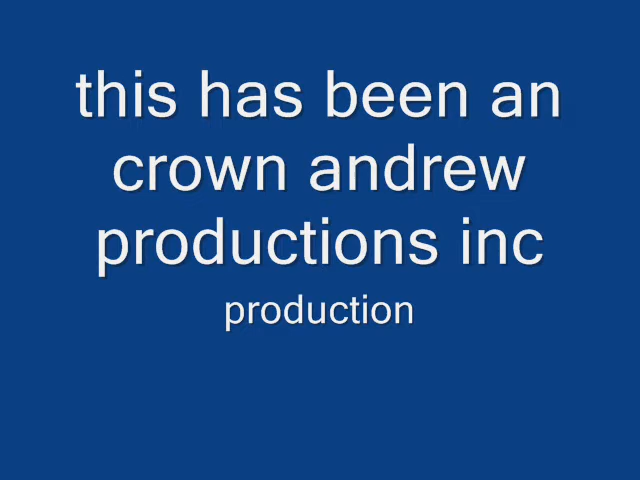 this has been an
crown andrew
productions inc
production